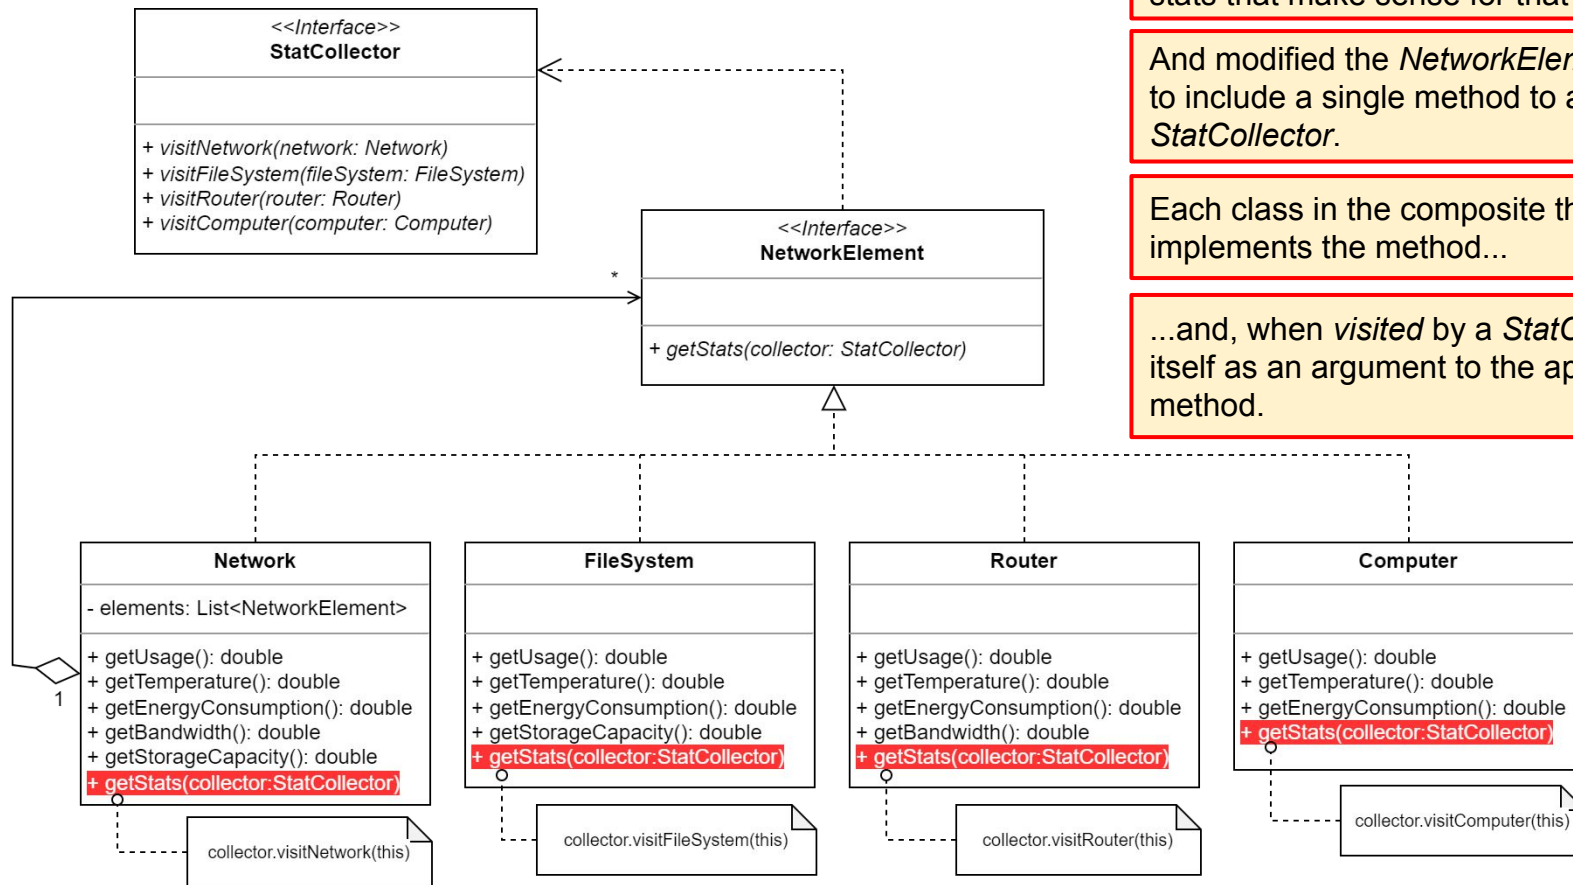 <<Interface>>
StatCollector
+ visitNetwork(network: Network)
+ visitFileSystem(fileSystem: FileSystem)
+ visitRouter(router: Router)
+ visitComputer(computer: Computer)
stats that make sense for that
And modified the
to include a single method to
StatCollector.
Each class in the composite
implements the method...
...and, when visited by a
itself as an argument to the
method.
<<Interface>>
NetworkElement
+ getStats(collector: StatCollector)
*
1
Network
- elements: List<NetworkElement>
+ getUsage(): double
+ getTemperature(): double
+ getEnergyConsumption(): double
+ getBandwidth(): double
+ getStorageCapacity(): double
+ getStats(collector:StatCollector)
collector.visitNetwork(this)
FileSystem
+ getUsage(): double
+ getTemperature(): double
+ getEnergyConsumption(): double
+ getStorageCapacity(): double
+ getStats(collector:StatCollector)
collector.visitFileSystem(this)
Router
+ getUsage(): double
+ getTemperature(): double
+ getEnergyConsumption(): double
+ getBandwidth(): double
+ getStats(collector:StatCollector)
collector.visitRouter(this)
Computer
+ getUsage(): double
+ getTemperature(): double
+ getEnergyConsumption(): double
+ getStats(collector:StatCollector)
collector.visitComputer(this)